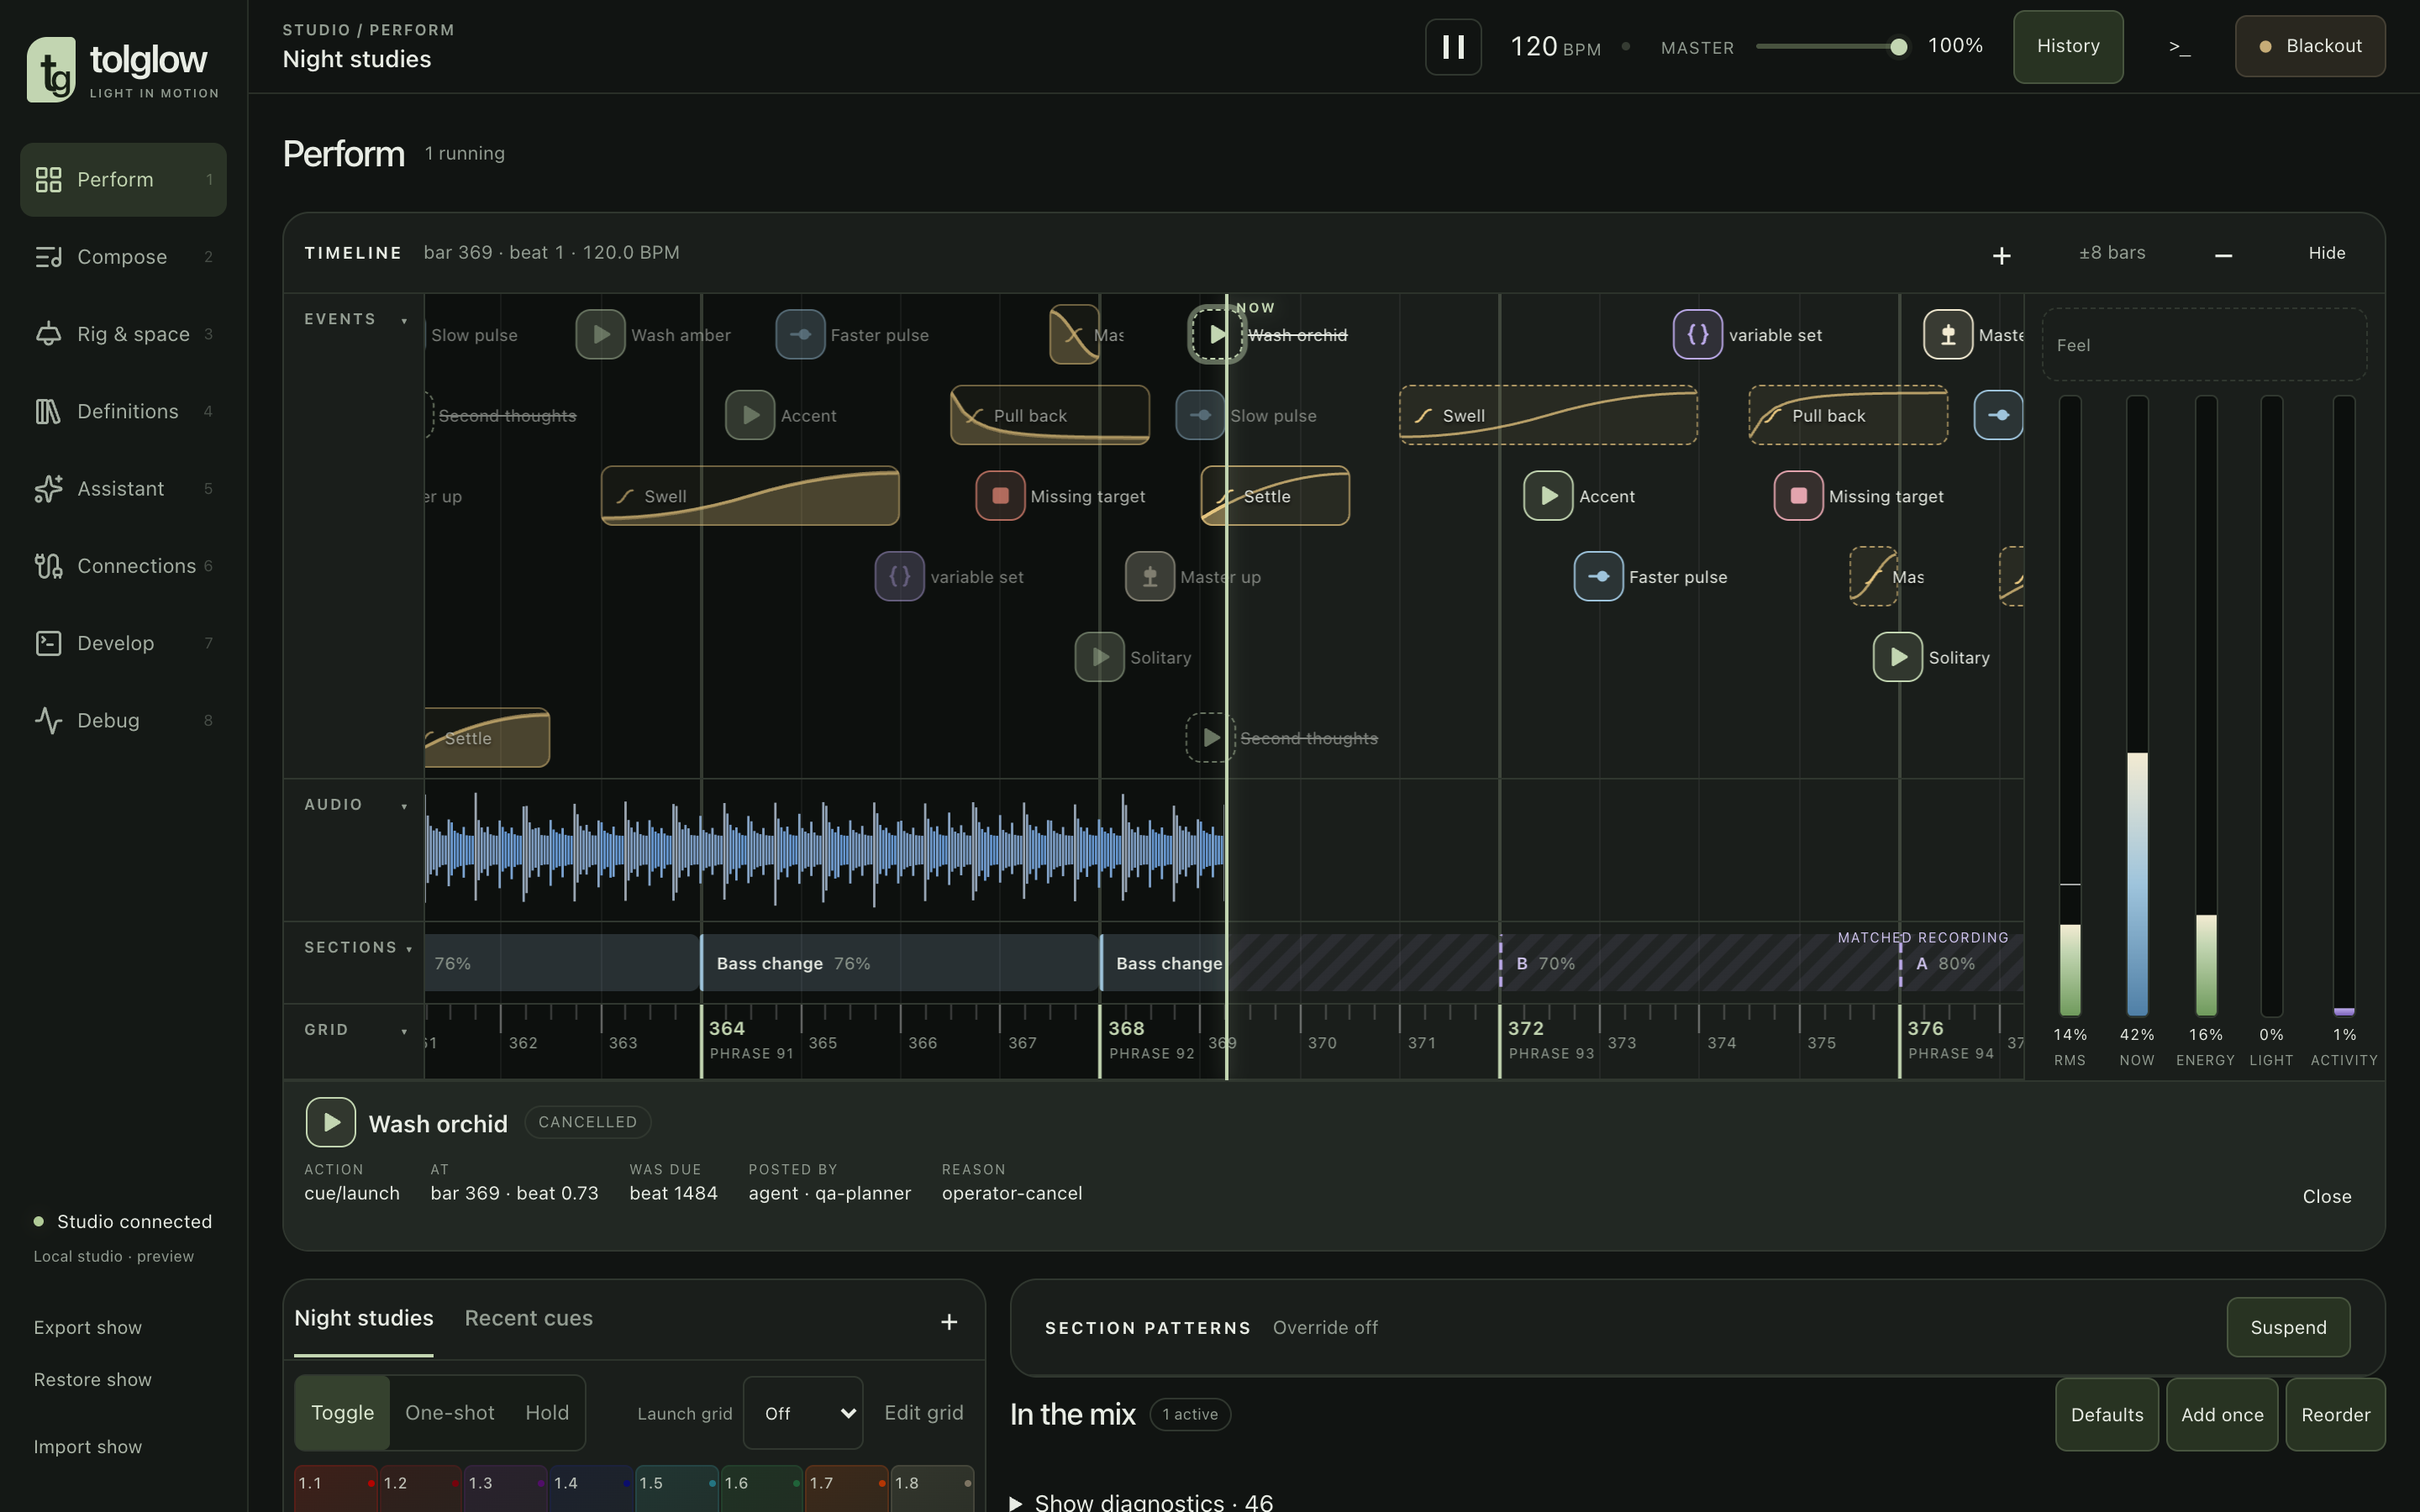 tg
tolglow
LIGHT IN MOTION
Perform 1
Compose 2
Rig & space 3
Definitions 4
Assistant 5
Connections 6
Develop 7
Debug 8
Studio connected
Local studio · preview
Export show
Restore show
Import show
STUDIO / PERFORM
Night studies
120 BPM
MASTER
100%
History
>_
Blackout
Perform 1 running
TIMELINE bar 369 · beat 1 · 120.0 BPM
+ ±8 bars − Hide
EVENTS
NOW
Slow pulse Wash amber Faster pulse Mas Wash orchid variable set Maste
Second thoughts Accent Pull back Slow pulse Swell Pull back
er up Swell Missing target Settle Accent Missing target
variable set Master up Faster pulse Mas
Solitary Solitary
Settle Second thoughts
AUDIO
SECTIONS
MATCHED RECORDING
76% Bass change 76% Bass change B 70% A 80%
GRID
61 362 363 364 365 366 367 368 369 370 371 372 373 374 375 376 37
PHRASE 91 PHRASE 92 PHRASE 93 PHRASE 94
Feel
14% 42% 16% 0% 1%
RMS NOW ENERGY LIGHT ACTIVITY
Wash orchid CANCELLED
ACTION AT WAS DUE POSTED BY REASON
cue/launch bar 369 · beat 0.73 beat 1484 agent · qa-planner operator-cancel
Close
Night studies Recent cues +
Toggle One-shot Hold Launch grid Off Edit grid
1.1 1.2 1.3 1.4 1.5 1.6 1.7 1.8
SECTION PATTERNS Override off Suspend
In the mix 1 active Defaults Add once Reorder
Show diagnostics · 46